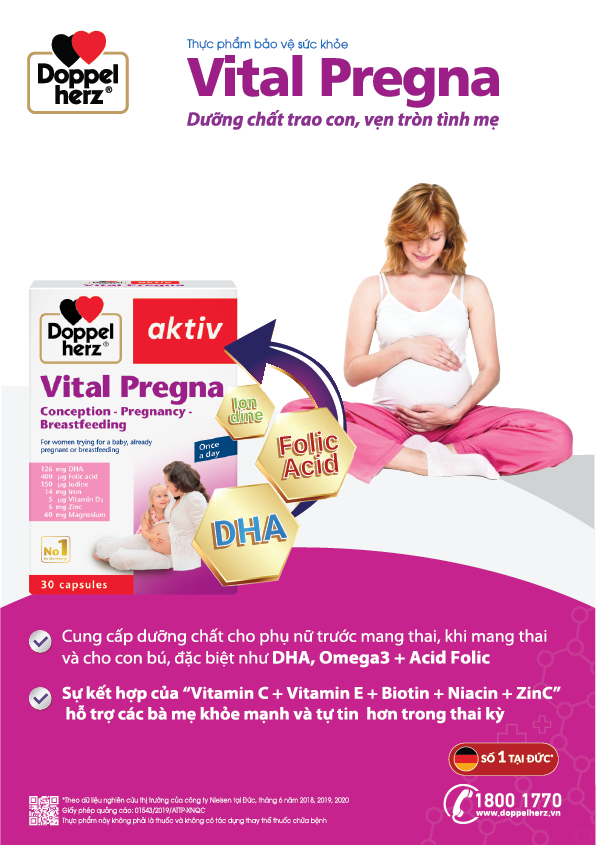 Doppel
herz®
Thực phẩm bảo vệ sức khỏe
Vital Pregna
Dưỡng chất trao con, vẹn tròn tình mẹ
aktiv
Vital Pregna
Doppel
herz®
aktiv
Vital Pregna
Conception - Pregnancy -
Breastfeeding
For women trying for a baby, already
pregnant or breastfeeding
Once
a day
126 mg DHA
400 µg Folic acid
150 µg Iodine
14 mg Iron
5 µg Vitamin D3
5 mg Zinc
60 mg Magnesium
No 1
30 capsules
Ion
dine
Folic
Acid
DHA
Cung cấp dưỡng chất cho phụ nữ trước mang thai, khi mang thai
và cho con bú, đặc biệt như DHA, Omega3 + Acid Folic
Sự kết hợp của “Vitamin C + Vitamin E + Biotin + Niacin + ZinC”
hỗ trợ các bà mẹ khỏe mạnh và tự tin hơn trong thai kỳ
SỐ 1 TẠI ĐỨC*
*Theo dữ liệu nghiên cứu thị trường của công ty Nielsen tại Đức, tháng 6 năm 2018, 2019, 2020
Giấy phép quảng cáo: 01543/2019/ATTP-XNQC
Thực phẩm này không phải là thuốc và không có tác dụng thay thế thuốc chữa bệnh
1800 1770
www.doppelherz.vn